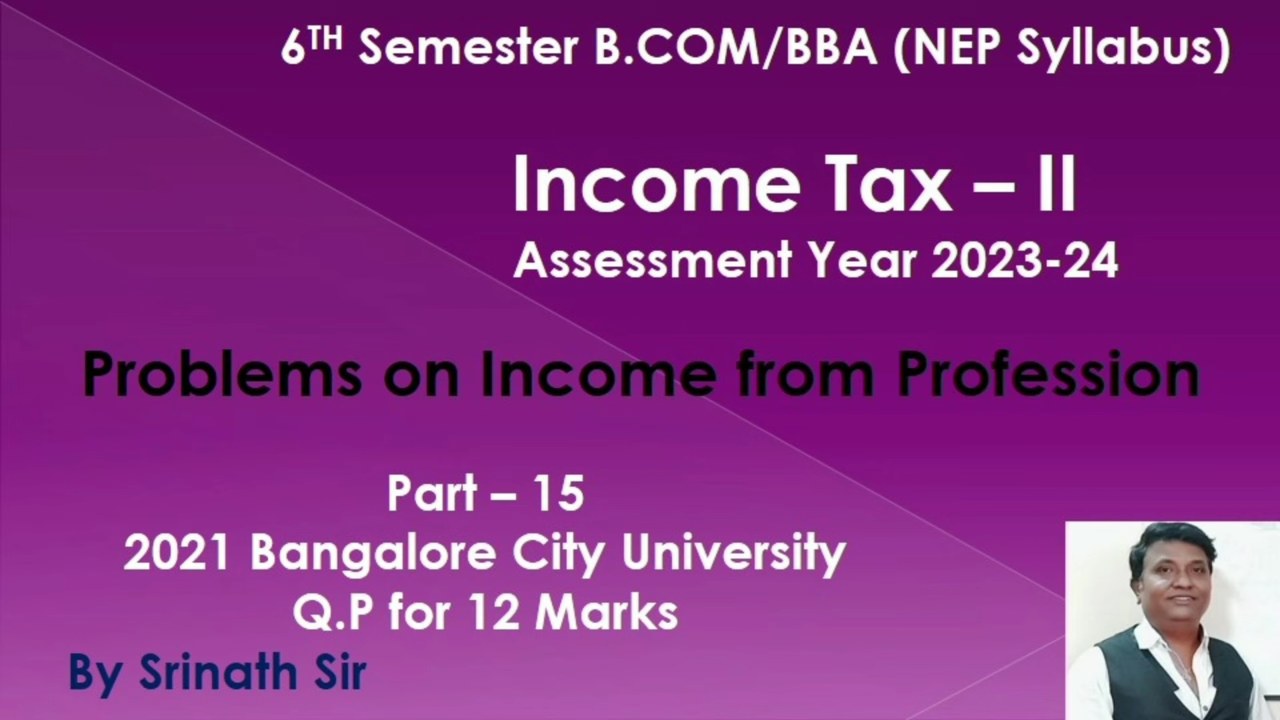 6TH Semester B.COM/BBA (NEP Syllabus)
Income Tax – II
Assessment Year 2023-24
Problems on Income from Profession
Part – 15
2021 Bangalore City University
Q.P for 12 Marks
By Srinath Sir